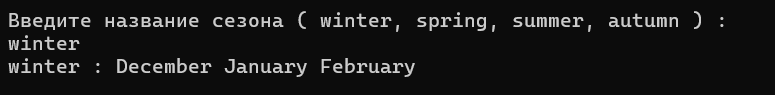 Введите название сезона ( winter, spring, summer, autumn ) :
winter
winter : December January February